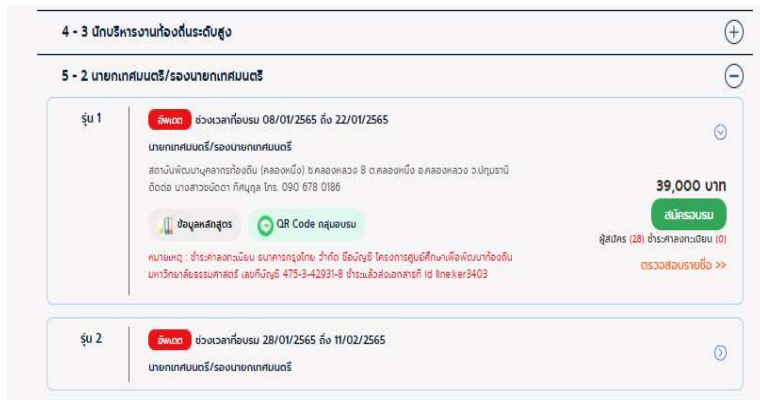 4 - 3 นักบริหารงานท้องถิ่นระดับสูง
5 - 2 นายกเทศมนตรี/รองนายกเทศมนตรี
รุ่น 1
อัพเดต ช่วงเวลาที่อบรม 08/01/2565 ถึง 22/01/2565
นายกเทศมนตรี/รองนายกเทศมนตรี
สถาบันพัฒนาบุคลากรท้องถิ่น (คลองหนึ่ง) ซ.คลองหลวง 8 ต.คลองหนึ่ง อ.คลองหลวง จ.ปทุมธานี
ติดต่อ นางสาวชนัดดา ทิศนุกูล โทร. 090 678 0186
39,000 บาท
สมัครอบรม
ข้อมูลหลักสูตร
QR Code กลุ่มอบรม
ผู้สมัคร (28) ชำระค่าลงทะเบียน (0)
หมายเหตุ : ชำระค่าลงทะเบียน ธนาคารกรุงไทย จำกัด ชื่อบัญชี โครงการศูนย์ศึกษาเพื่อพัฒนาท้องถิ่น
มหาวิทยาลัยธรรมศาสตร์ เลขที่บัญชี 475-3-42931-8 ชำระแล้วส่งเอกสารที่ Id line:ker3403
ตรวจสอบรายชื่อ >>
รุ่น 2
อัพเดต ช่วงเวลาที่อบรม 28/01/2565 ถึง 11/02/2565
นายกเทศมนตรี/รองนายกเทศมนตรี